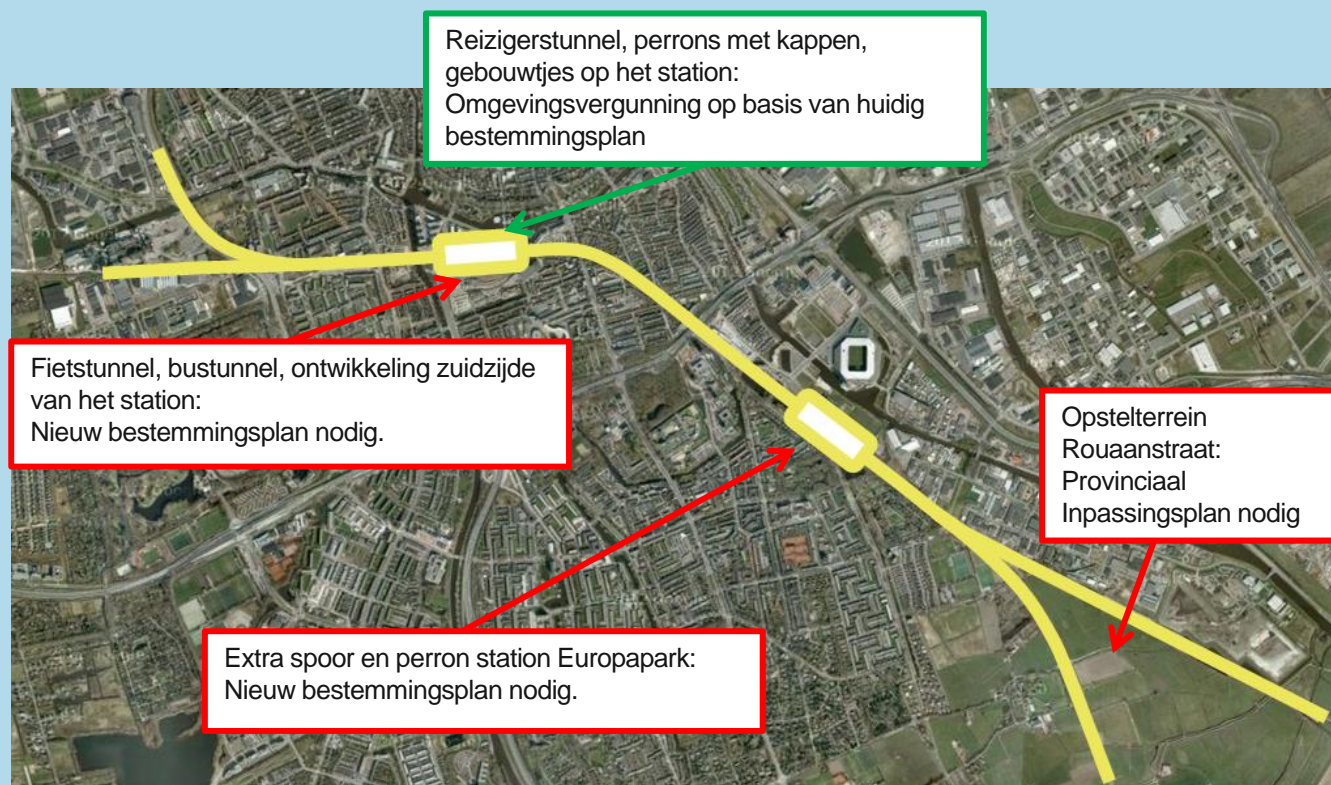 Reizigerstunnel, perrons met kappen,
gebouwtjes op het station:
Omgevingsvergunning op basis van huidig
bestemmingsplan
Fietstunnel, bustunnel, ontwikkeling zuidzijde
van het station:
Nieuw bestemmingsplan nodig.
Opstelterrein
Rouaanstraat:
Provinciaal
Inpassingsplan nodig
Extra spoor en perron station Europapark:
Nieuw bestemmingsplan nodig.